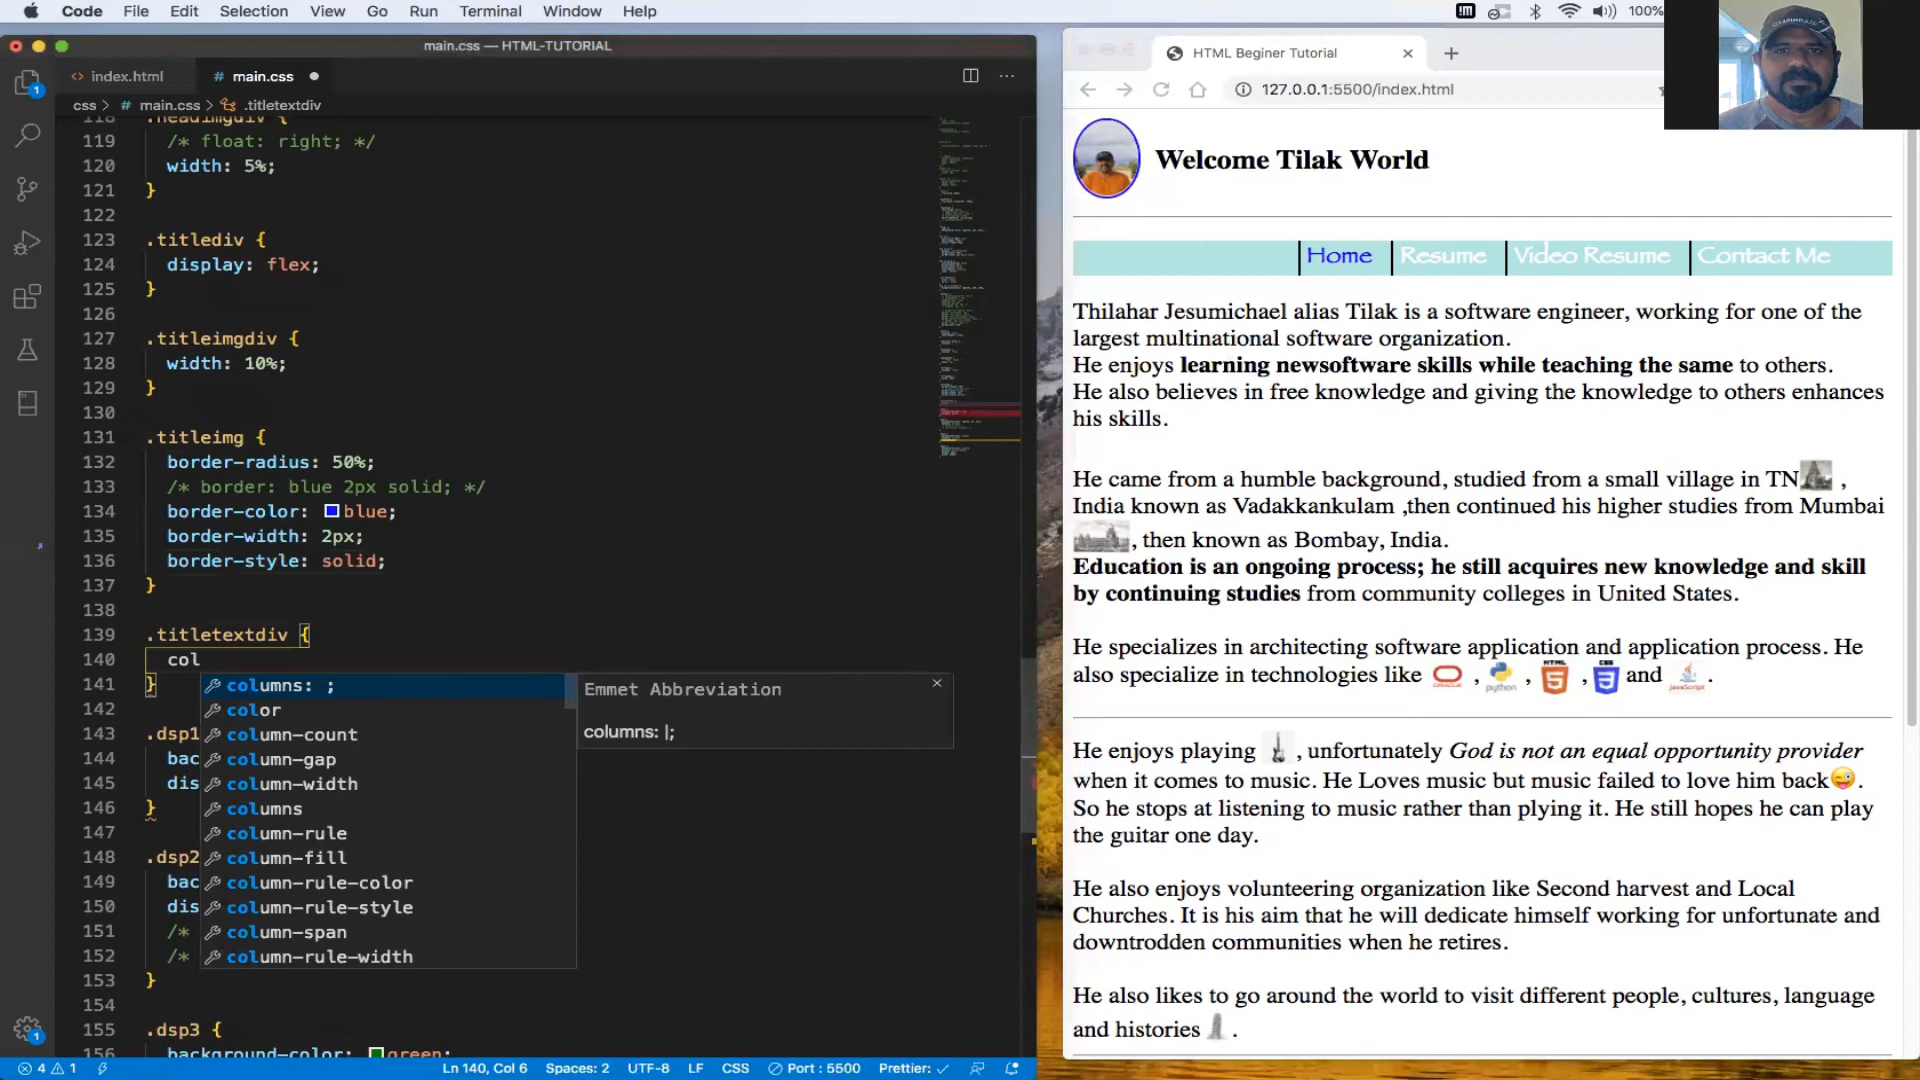 Code File Edit Selection View Go Run Terminal Window Help 100%
main.css — HTML-TUTORIAL
<> index.html # main.css
css > # main.css > .titletextdiv
118 .headimgdiv {
119 /* float: right; */
120 width: 5%;
121 }
122
123 .titlediv {
124 display: flex;
125 }
126
127 .titleimgdiv {
128 width: 10%;
129 }
130
131 .titleimg {
132 border-radius: 50%;
133 /* border: blue 2px solid; */
134 border-color: blue;
135 border-width: 2px;
136 border-style: solid;
137 }
138
139 .titletextdiv {
140 col
141 }
142
143 .dsp1
144 bac
145 dis
146 }
147
148 .dsp2
149 bac
150 dis
151 /*
152 /*
153 }
154
155 .dsp3 {
156 background-color: green;
columns: ;
color
column-count
column-gap
column-width
columns
column-rule
column-fill
column-rule-color
column-rule-style
column-span
column-rule-width
Emmet Abbreviation
columns: |;
1
1
4 1 Ln 140, Col 6 Spaces: 2 UTF-8 LF CSS Port : 5500 Prettier: ✓
HTML Beginer Tutorial
127.0.0.1:5500/index.html
Welcome Tilak World
Home Resume Video Resume Contact Me
Thilahar Jesumichael alias Tilak is a software engineer, working for one of the
largest multinational software organization.
He enjoys learning newsoftware skills while teaching the same to others.
He also believes in free knowledge and giving the knowledge to others enhances
his skills.
He came from a humble background, studied from a small village in TN ,
India known as Vadakkankulam ,then continued his higher studies from Mumbai
, then known as Bombay, India.
Education is an ongoing process; he still acquires new knowledge and skill
by continuing studies from community colleges in United States.
He specializes in architecting software application and application process. He
also specialize in technologies like , python , HTML 5 , CSS 3 and JavaScript .
He enjoys playing , unfortunately God is not an equal opportunity provider
when it comes to music. He Loves music but music failed to love him back😜.
So he stops at listening to music rather than plying it. He still hopes he can play
the guitar one day.
He also enjoys volunteering organization like Second harvest and Local
Churches. It is his aim that he will dedicate himself working for unfortunate and
downtrodden communities when he retires.
He also likes to go around the world to visit different people, cultures, language
and histories .